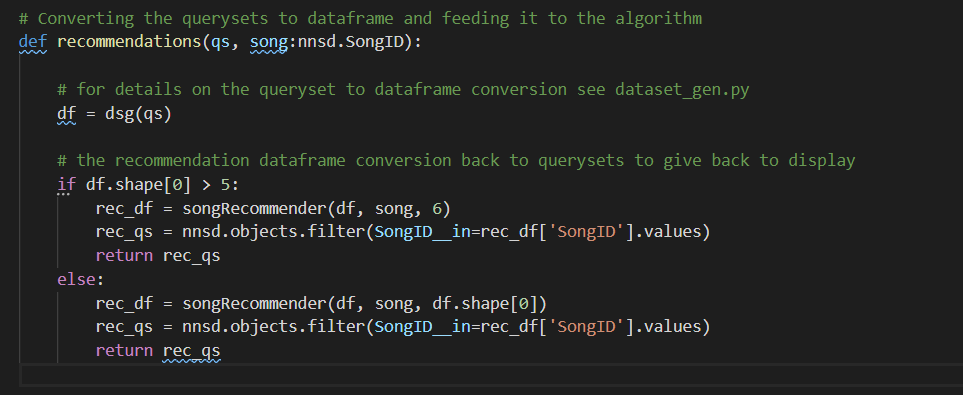 # Converting the querysets to dataframe and feeding it to the algorithm
def recommendations(qs, song:nnsd.SongID):
# for details on the queryset to dataframe conversion see dataset_gen.py
df = dsg(qs)
# the recommendation dataframe conversion back to querysets to give back to display
if df.shape[0] > 5:
rec_df = songRecommender(df, song, 6)
rec_qs = nnsd.objects.filter(SongID__in=rec_df['SongID'].values)
return rec_qs
else:
rec_df = songRecommender(df, song, df.shape[0])
rec_qs = nnsd.objects.filter(SongID__in=rec_df['SongID'].values)
return rec_qs